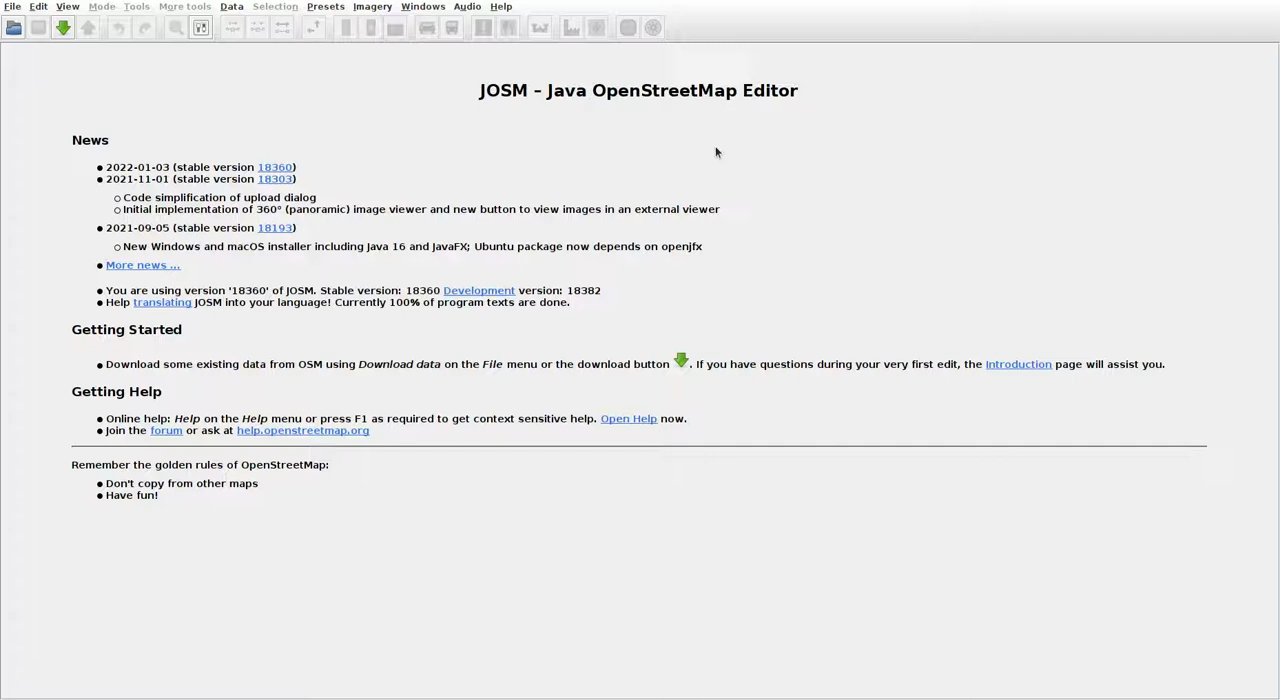 File Edit View Mode Tools More tools Data Selection Presets Imagery Windows Audio Help
JOSM – Java OpenStreetMap Editor
News
● 2022-01-03 (stable version 18360)
● 2021-11-01 (stable version 18303)
○ Code simplification of upload dialog
○ Initial implementation of 360° (panoramic) image viewer and new button to view images in an external viewer
● 2021-09-05 (stable version 18193)
○ New Windows and macOS installer including Java 16 and JavaFX; Ubuntu package now depends on openjfx
● More news ...
● You are using version '18360' of JOSM. Stable version: 18360 Development version: 18382
● Help translating JOSM into your language! Currently 100% of program texts are done.
Getting Started
● Download some existing data from OSM using Download data on the File menu or the download button . If you have questions during your very first edit, the Introduction page will assist you.
Getting Help
● Online help: Help on the Help menu or press F1 as required to get context sensitive help. Open Help now.
● Join the forum or ask at help.openstreetmap.org
Remember the golden rules of OpenStreetMap:
● Don't copy from other maps
● Have fun!